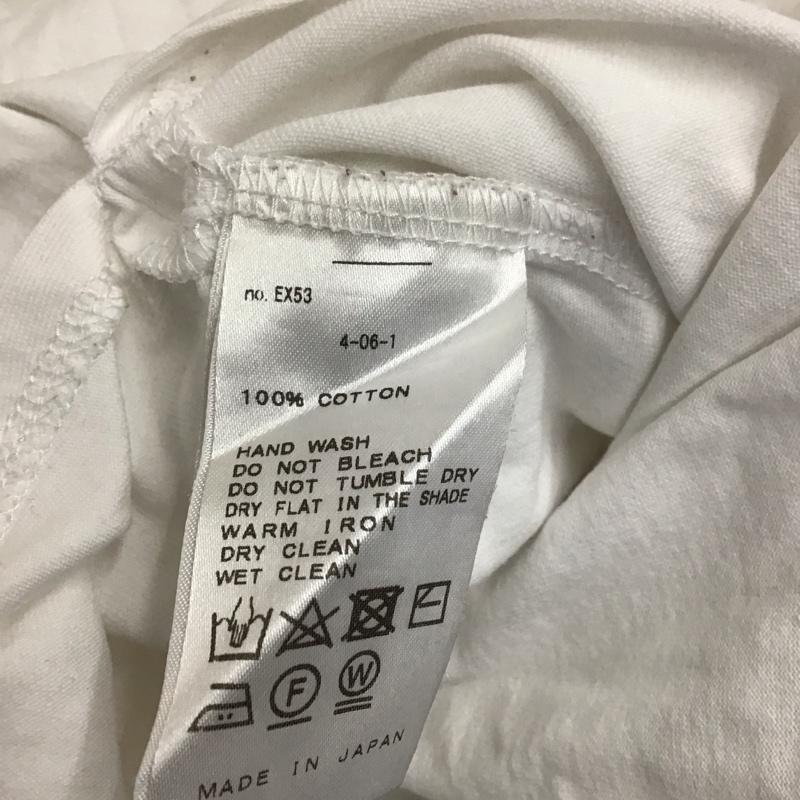 no. EX53
4-06-1
100% COTTON
HAND WASH
DO NOT BLEACH
DO NOT TUMBLE DRY
DRY FLAT IN THE SHADE
WARM IRON
DRY CLEAN
WET CLEAN
F W
MADE IN JAPAN